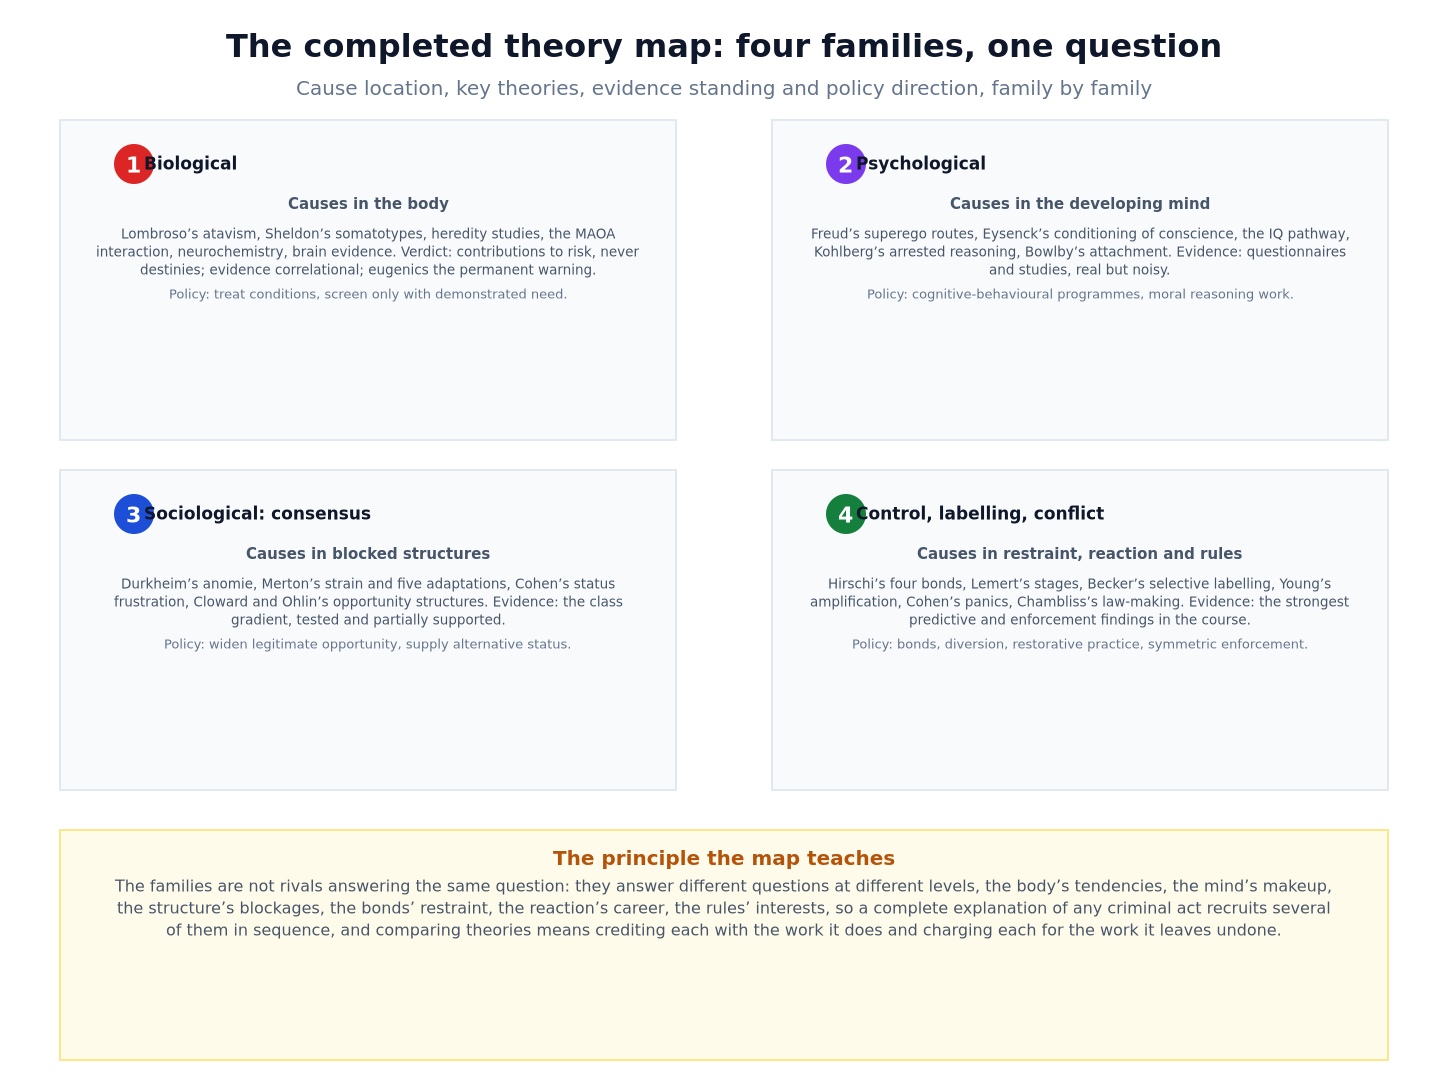 The completed theory map: four families, one question
Cause location, key theories, evidence standing and policy direction, family by family
1 Biological
Causes in the body
Lombroso’s atavism, Sheldon’s somatotypes, heredity studies, the MAOA
interaction, neurochemistry, brain evidence. Verdict: contributions to risk, never
destinies; evidence correlational; eugenics the permanent warning.
Policy: treat conditions, screen only with demonstrated need.
2 Psychological
Causes in the developing mind
Freud’s superego routes, Eysenck’s conditioning of conscience, the IQ pathway,
Kohlberg’s arrested reasoning, Bowlby’s attachment. Evidence: questionnaires
and studies, real but noisy.
Policy: cognitive-behavioural programmes, moral reasoning work.
3 Sociological: consensus
Causes in blocked structures
Durkheim’s anomie, Merton’s strain and five adaptations, Cohen’s status
frustration, Cloward and Ohlin’s opportunity structures. Evidence: the class
gradient, tested and partially supported.
Policy: widen legitimate opportunity, supply alternative status.
4 Control, labelling, conflict
Causes in restraint, reaction and rules
Hirschi’s four bonds, Lemert’s stages, Becker’s selective labelling, Young’s
amplification, Cohen’s panics, Chambliss’s law-making. Evidence: the strongest
predictive and enforcement findings in the course.
Policy: bonds, diversion, restorative practice, symmetric enforcement.
The principle the map teaches
The families are not rivals answering the same question: they answer different questions at different levels, the body’s tendencies, the mind’s makeup,
the structure’s blockages, the bonds’ restraint, the reaction’s career, the rules’ interests, so a complete explanation of any criminal act recruits several
of them in sequence, and comparing theories means crediting each with the work it does and charging each for the work it leaves undone.